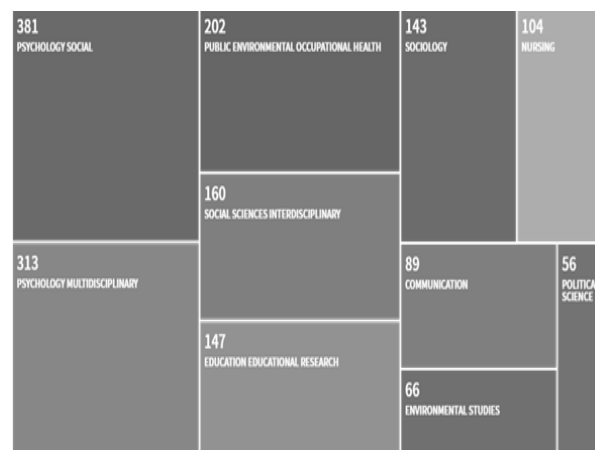 381
PSYCHOLOGY SOCIAL
202
PUBLIC ENVIRONMENTAL OCCUPATIONAL HEALTH
143
SOCIOLOGY
104
NURSING
160
SOCIAL SCIENCES INTERDISCIPLINARY
313
PSYCHOLOGY MULTIDISCIPLINARY
89
COMMUNICATION
56
POLITICA
SCIENCE
147
EDUCATION EDUCATIONAL RESEARCH
66
ENVIRONMENTAL STUDIES